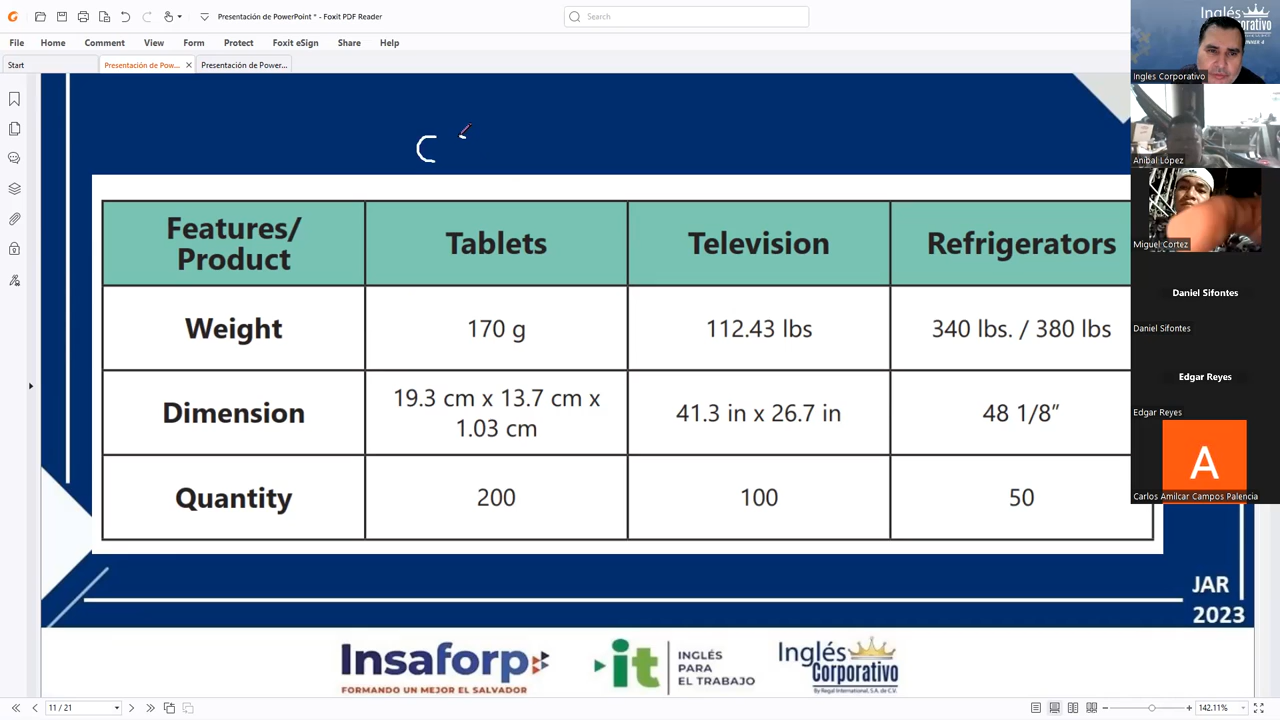 Presentación de PowerPoint * - Foxit PDF Reader
Search
File Home Comment View Form Protect Foxit eSign Share Help
Start
Presentación de Pow...
Presentación de Power...
C
Features/
Product
Tablets
Television
Refrigerators
Weight
170 g
112.43 lbs
340 lbs. / 380 lbs
Dimension
19.3 cm x 13.7 cm x
1.03 cm
41.3 in x 26.7 in
48 1/8”
Quantity
200
100
50
JAR
2023
Insaforp
FORMANDO UN MEJOR EL SALVADOR
it
INGLÉS
PARA
EL TRABAJO
Inglés
Corporativo
By Regal International, S.A. de C.V.
11 / 21
142.11%
Inglés
Ingles Corporativo
Anibal López
Miguel Cortez
Daniel Sifontes
Daniel Sifontes
Edgar Reyes
Edgar Reyes
A
Carlos Amilcar Campos Palencia